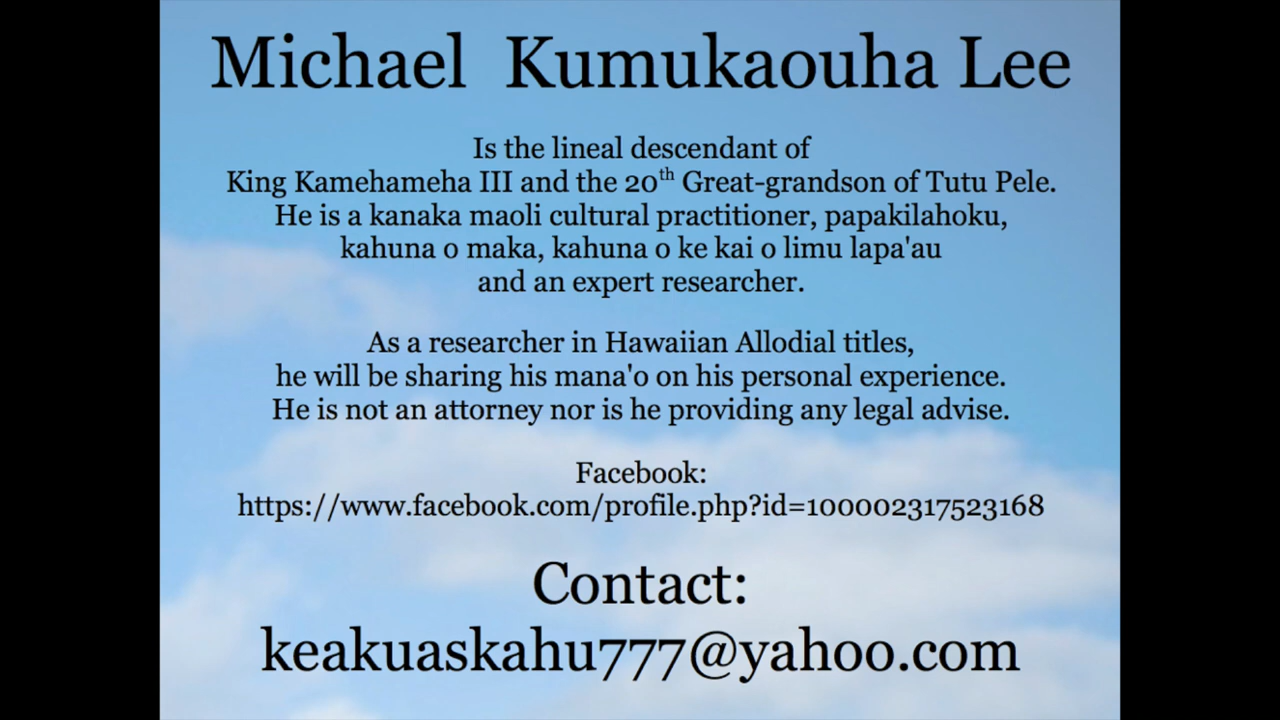 Michael Kumukaouha Lee
Is the lineal descendant of
King Kamehameha III and the 20th Great-grandson of Tutu Pele.
He is a kanaka maoli cultural practitioner, papakilahoku,
kahuna o maka, kahuna o ke kai o limu lapa'au
and an expert researcher.
As a researcher in Hawaiian Allodial titles,
he will be sharing his mana'o on his personal experience.
He is not an attorney nor is he providing any legal advise.
Facebook:
https://www.facebook.com/profile.php?id=100002317523168
Contact:
keakuaskahu777@yahoo.com